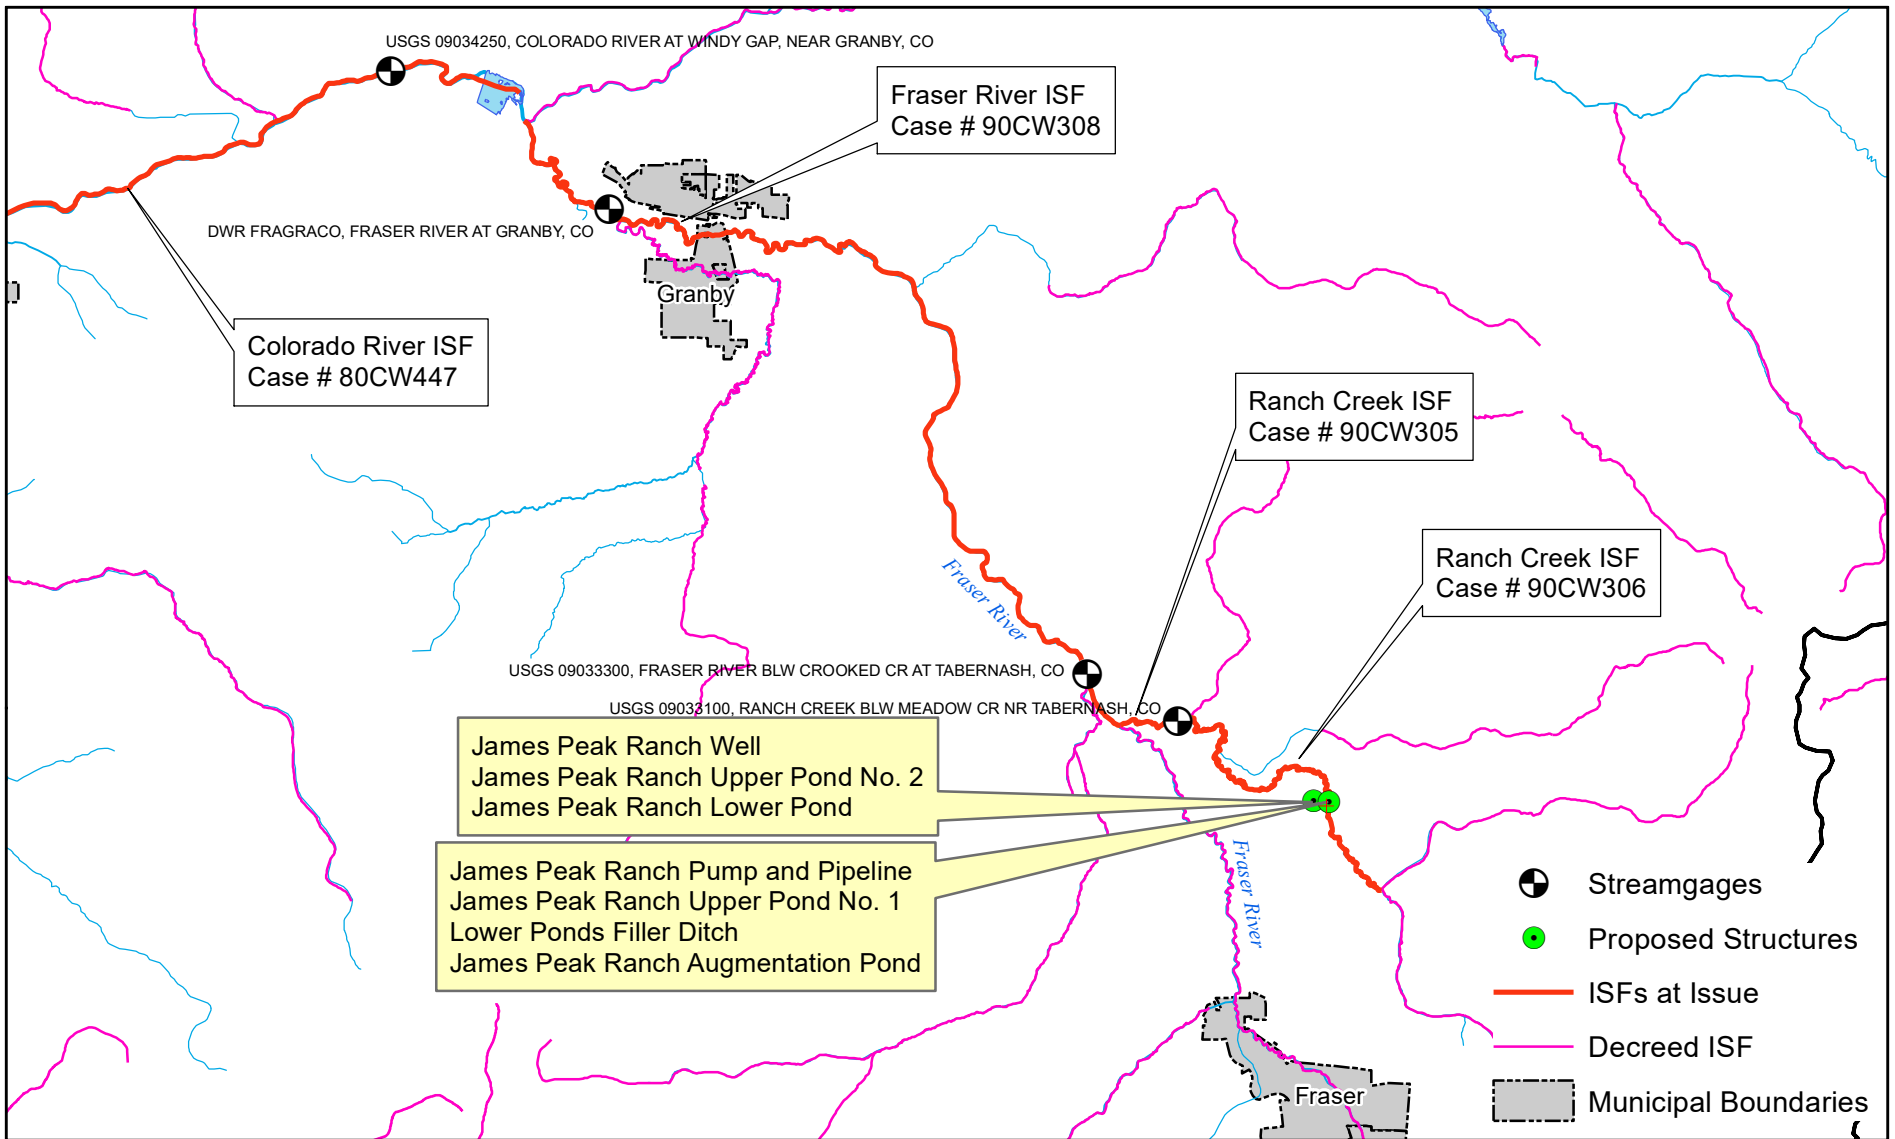 USGS 09034250, COLORADO RIVER AT WINDY GAP, NEAR GRANBY, CO
Fraser River ISF
Case # 90CW308
DWR FRAGRACO, FRASER RIVER AT GRANBY, CO
Granby
Colorado River ISF
Case # 80CW447
Ranch Creek ISF
Case # 90CW305
Ranch Creek ISF
Case # 90CW306
Fraser River
USGS 09033300, FRASER RIVER BLW CROOKED CR AT TABERNASH, CO
USGS 09033100, RANCH CREEK BLW MEADOW CR NR TABERNASH, CO
James Peak Ranch Well
James Peak Ranch Upper Pond No. 2
James Peak Ranch Lower Pond
James Peak Ranch Pump and Pipeline
James Peak Ranch Upper Pond No. 1
Lower Ponds Filler Ditch
James Peak Ranch Augmentation Pond
Fraser River
Fraser
Streamgages
Proposed Structures
ISFs at Issue
Decreed ISF
Municipal Boundaries